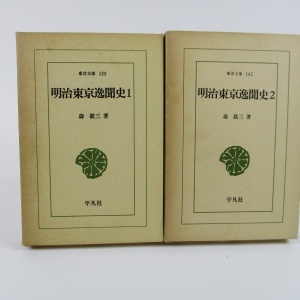 東洋文庫 135
明治東京逸聞史1
森 銑三 著
平凡社
東洋文庫 142
明治東京逸聞史2
森 銑三 著
平凡社